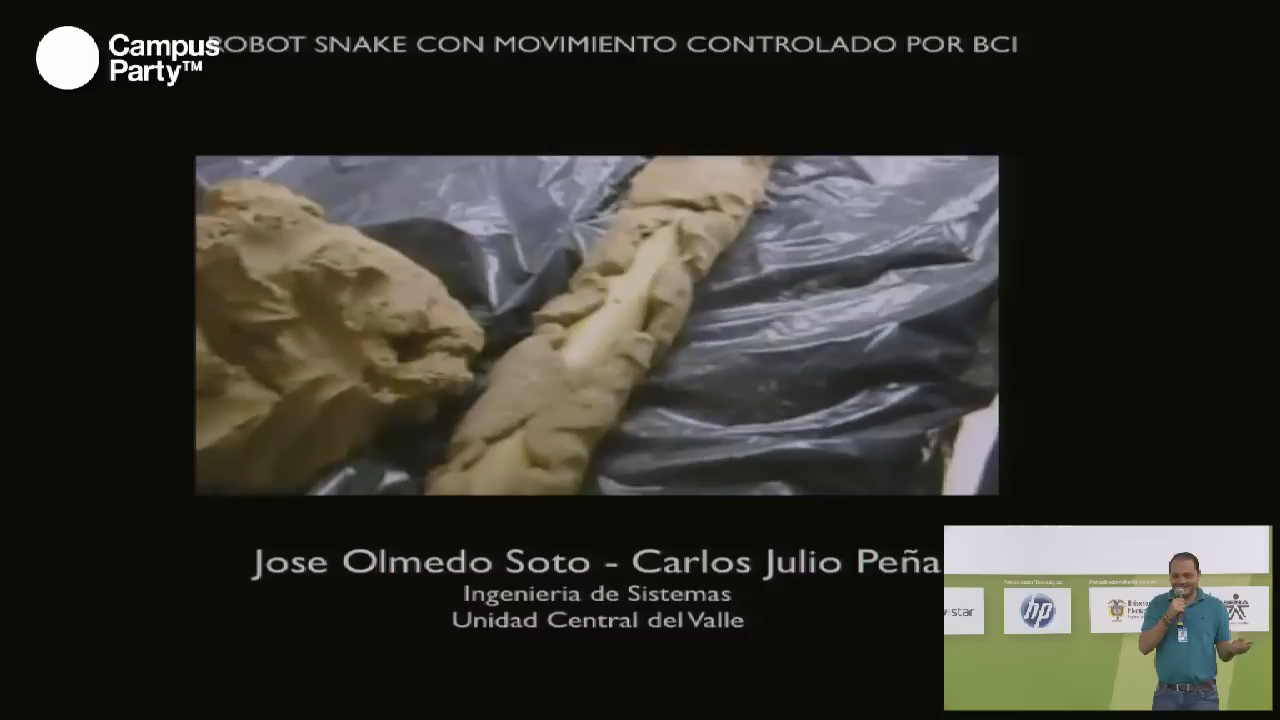 Campus
Party™
ROBOT SNAKE CON MOVIMIENTO CONTROLADO POR BCI
Jose Olmedo Soto - Carlos Julio Peña
Ingenieria de Sistemas
Unidad Central del Valle
star
hp